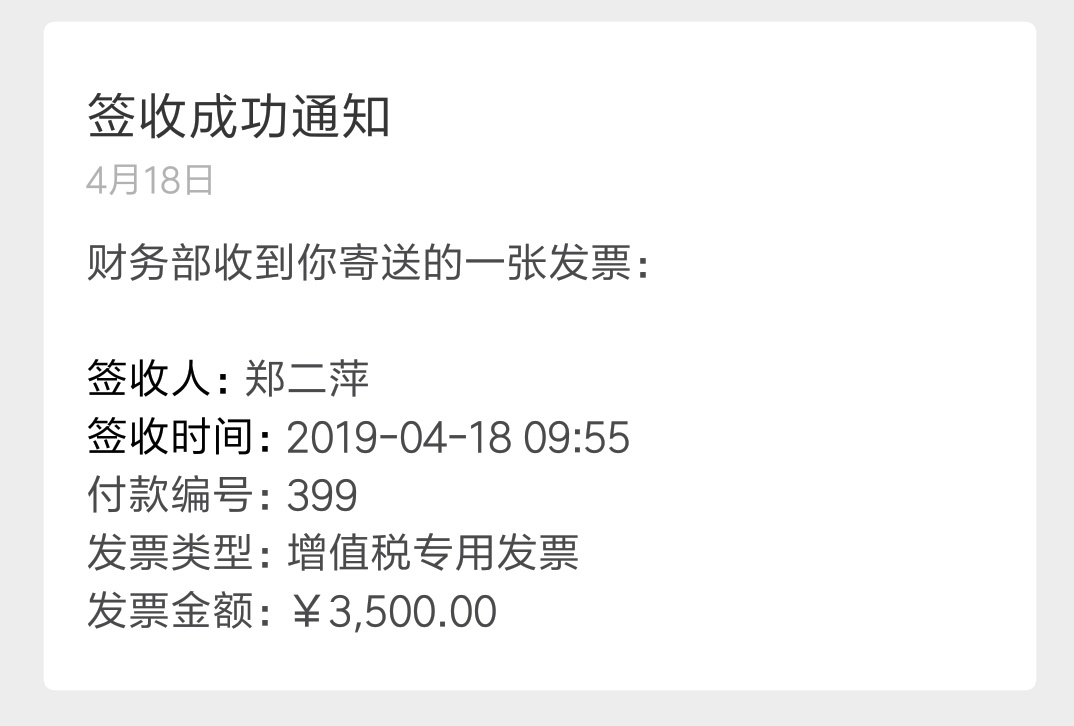 签收成功通知
4月18日
财务部收到你寄送的一张发票：
签收人：郑二萍
签收时间：2019-04-18 09:55
付款编号：399
发票类型：增值税专用发票
发票金额：￥3,500.00